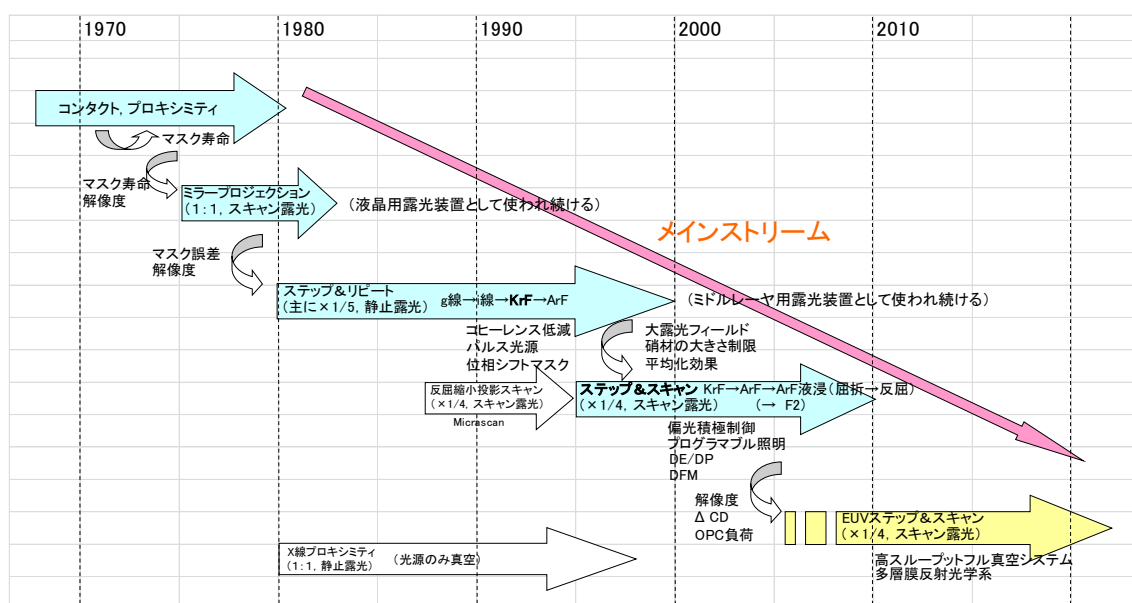 1970 1980 1990 2000 2010
コンタクト, プロキシミティ
マスク寿命
マスク寿命
解像度
ミラープロジェクション
(1:1, スキャン露光)
(液晶用露光装置として使われ続ける)
メインストリーム
マスク誤差
解像度
ステップ&リピート
(主に×1/5, 静止露光)
g線→i線→KrF→ArF
(ミドルレーヤ用露光装置として使われ続ける)
コヒーレンス低減
パルス光源
位相シフトマスク
大露光フィールド
硝材の大きさ制限
平均化効果
反屈縮小投影スキャン
(×1/4, スキャン露光)
Micrascan
ステップ&スキャン KrF→ArF→ArF液浸(屈折→反屈)
(×1/4, スキャン露光) (→ F2)
偏光積極制御
プログラマブル照明
DE/DP
DFM
解像度
Δ CD
OPC負荷
EUVステップ&スキャン
(×1/4, スキャン露光)
高スループットフル真空システム
多層膜反射光学系
X線プロキシミティ
(1:1, 静止露光)
(光源のみ真空)